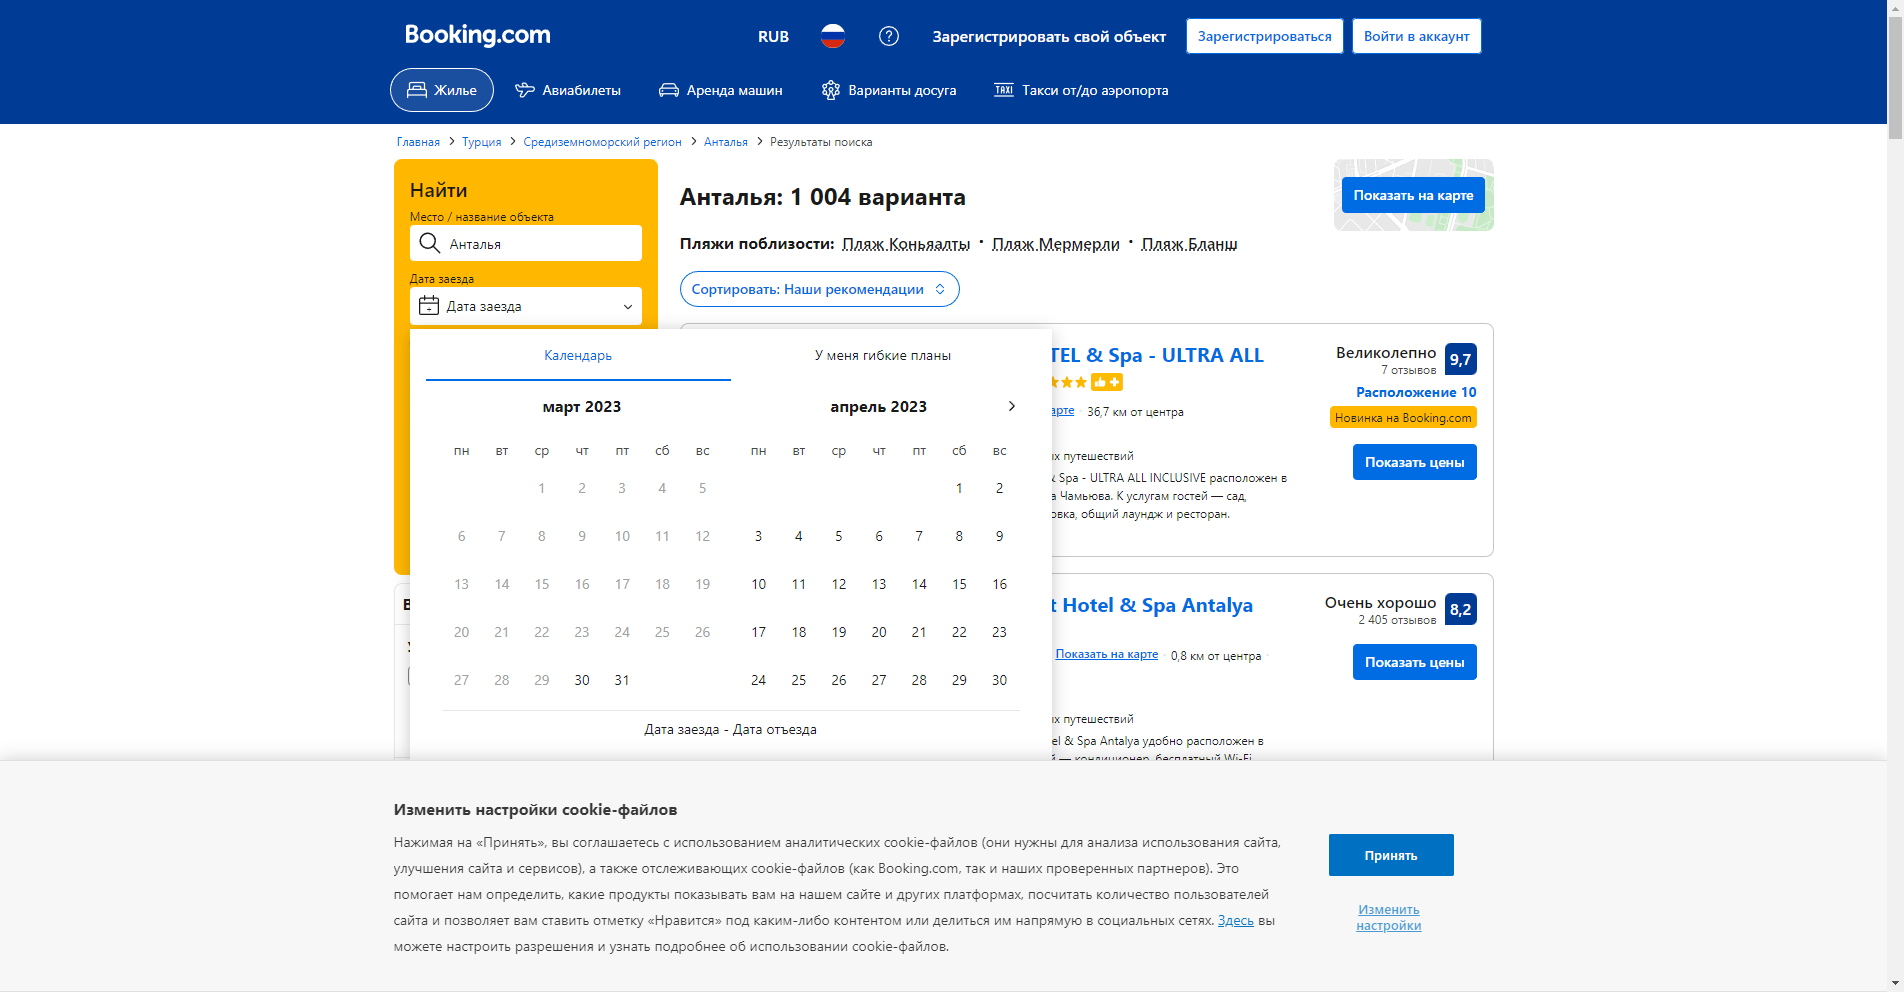 Booking.com
RUB
Зарегистрировать свой объект
Зарегистрироваться
Войти в аккаунт
Жилье
Авиабилеты
Аренда машин
Варианты досуга
TAXI
Такси от/до аэропорта
Главная > Турция > Средиземноморский регион > Анталья > Результаты поиска
Найти
Место / название объекта
Анталья
Дата заезда
Дата заезда
Анталья: 1 004 варианта
Показать на карте
Пляжи поблизости: Пляж Коньяалты • Пляж Мермерли • Пляж Бланш
Сортировать: Наши рекомендации
Календарь
У меня гибкие планы
март 2023
пн вт ср чт пт сб вс
1 2 3 4 5
6 7 8 9 10 11 12
13 14 15 16 17 18 19
20 21 22 23 24 25 26
27 28 29 30 31
апрель 2023
пн вт ср чт пт сб вс
1 2
3 4 5 6 7 8 9
10 11 12 13 14 15 16
17 18 19 20 21 22 23
24 25 26 27 28 29 30
Дата заезда - Дата отъезда
& Spa - ULTRA ALL
36,7 км от центра
путешествий
Spa - ULTRA ALL INCLUSIVE расположен в
Чамьюва. К услугам гостей — сад,
общий лаундж и ресторан.
Великолепно
7 отзывов
9,7
Расположение 10
Новинка на Booking.com
Показать цены
Hotel & Spa Antalya
Показать на карте
0,8 км от центра
путешествий
& Spa Antalya удобно расположен в
— кондиционер, бесплатный Wi-Fi,
Очень хорошо
2 405 отзывов
8,2
Показать цены
Изменить настройки cookie-файлов
Нажимая на «Принять», вы соглашаетесь с использованием аналитических cookie-файлов (они нужны для анализа использования сайта,
улучшения сайта и сервисов), а также отслеживающих cookie-файлов (как Booking.com, так и наших проверенных партнеров). Это
помогает нам определить, какие продукты показывать вам на нашем сайте и других платформах, посчитать количество пользователей
сайта и позволяет вам ставить отметку «Нравится» под каким-либо контентом или делиться им напрямую в социальных сетях. Здесь вы
можете настроить разрешения и узнать подробнее об использовании cookie-файлов.
Принять
Изменить
настройки